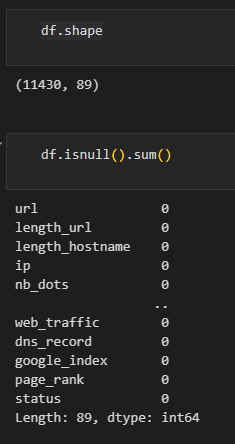 df.shape
(11430, 89)
df.isnull().sum()
url 0
length_url 0
length_hostname 0
ip 0
nb_dots 0
..
web_traffic 0
dns_record 0
google_index 0
page_rank 0
status 0
Length: 89, dtype: int64